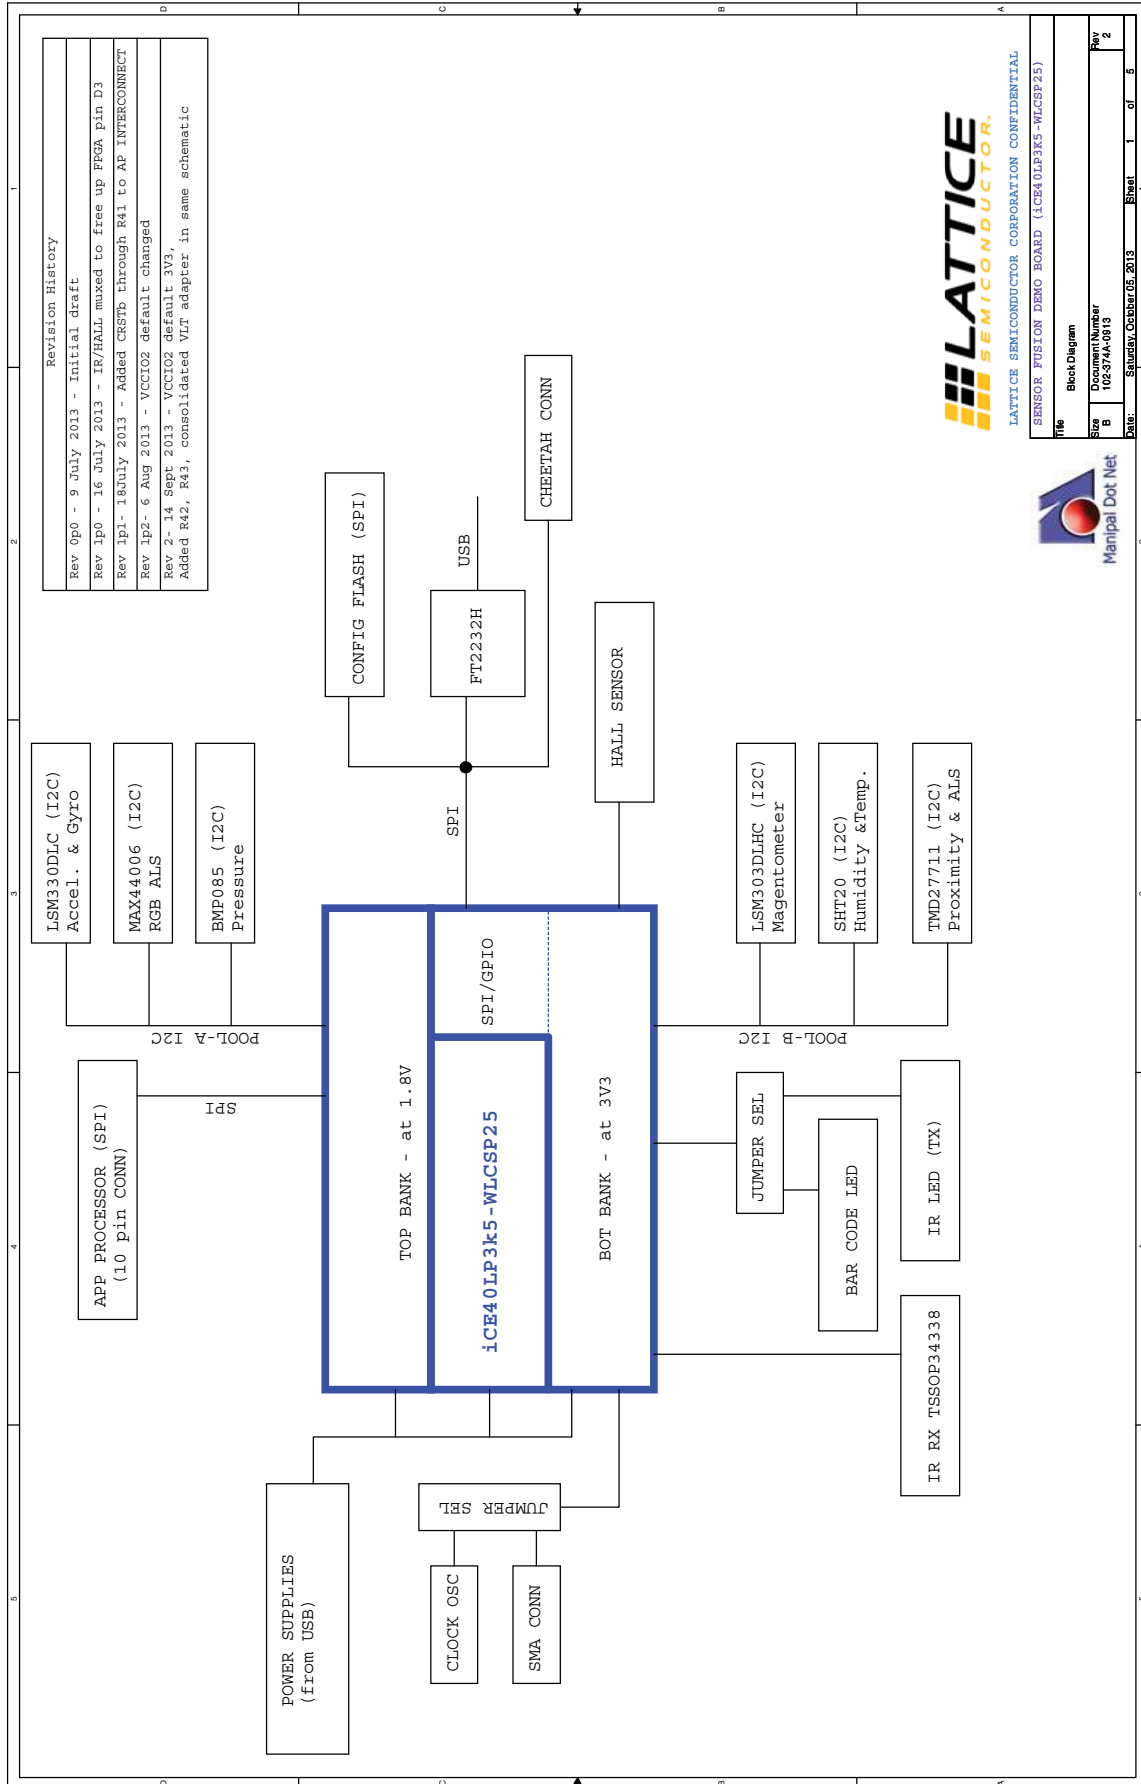 5
4
3
2
1
D
C
B
A
Revision History
Rev 0p0 - 9 July 2013 - Initial draft
Rev 1p0 - 16 July 2013 - IR/HALL muxed to free up FPGA pin D3
Rev 1p1- 18July 2013 - Added CRSTb through R41 to AP INTERCONNECT
Rev 1p2- 6 Aug 2013 - VCCIO2 default changed
Rev 2- 14 Sept 2013 - VCCIO2 default 3V3,
Added R42, R43, consolidated VLT adapter in same schematic
APP PROCESSOR (SPI)
(10 pin CONN)
SPI
LSM330DLC (I2C)
Accel. & Gyro
MAX44006 (I2C)
RGB ALS
BMP085 (I2C)
Pressure
POOL-A I2C
POWER SUPPLIES
(from USB)
TOP BANK - at 1.8V
iCE40LP3k5-WLCSP25
SPI/GPIO
BOT BANK - at 3V3
SPI
CONFIG FLASH (SPI)
FT2232H
USB
CHEETAH CONN
HALL SENSOR
JUMPER SEL
CLOCK OSC
SMA CONN
POOL-B I2C
LSM303DLHC (I2C)
Magentometer
SHT20 (I2C)
Humidity &Temp.
TMD27711 (I2C)
Proximity & ALS
JUMPER SEL
BAR CODE LED
IR LED (TX)
IR RX TSSOP34338
LATTICE
SEMICONDUCTOR.
LATTICE SEMICONDUCTOR CORPORATION CONFIDENTIAL
Manipal Dot Net
SENSOR FUSION DEMO BOARD (iCE40LP3K5-WLCSP25)
Title
Block Diagram
Size
B
Document Number
102-374A-0913
Rev
2
Date:
Saturday, October 05, 2013
Sheet
1
of
5
D
C
B
A